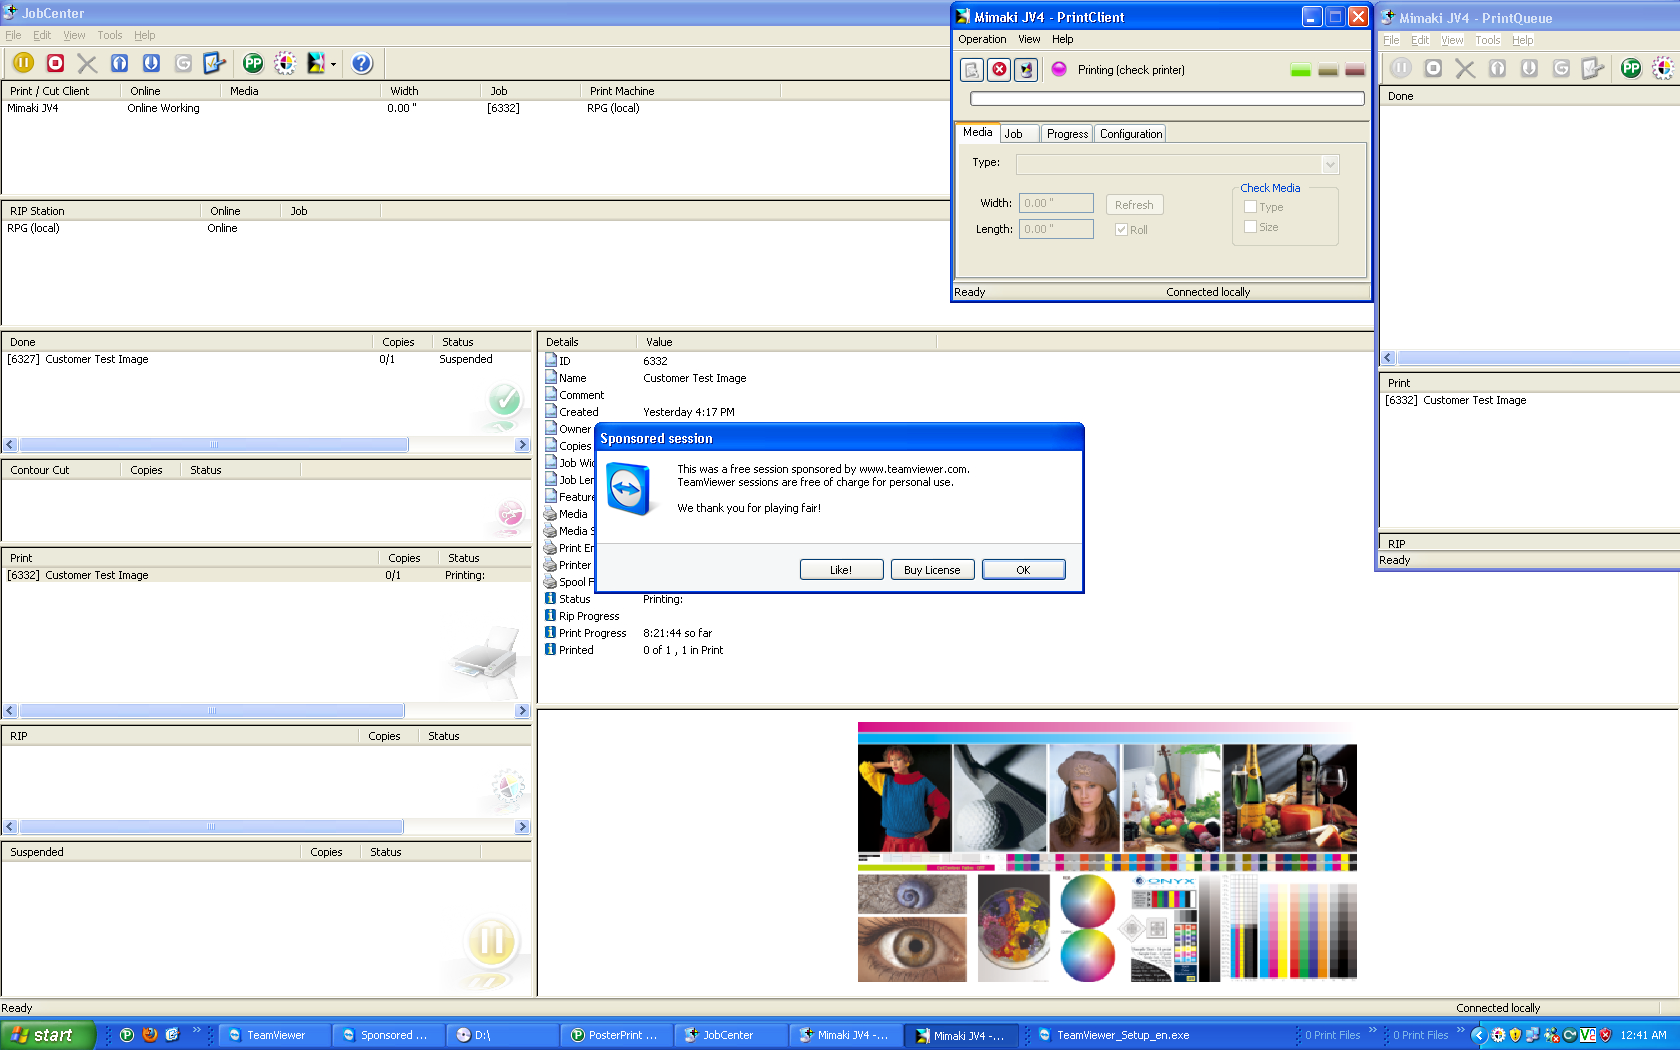 JobCenter
File Edit View Tools Help
Print / Cut Client Online Media Width Job Print Machine
Mimaki JV4 Online Working 0.00 " [6332] RPG (local)
RIP Station Online Job
RPG (local) Online
Done Copies Status
[6327] Customer Test Image 0/1 Suspended
Contour Cut Copies Status
Print Copies Status
[6332] Customer Test Image 0/1 Printing:
RIP Copies Status
Suspended Copies Status
Details Value
ID 6332
Name Customer Test Image
Comment
Created Yesterday 4:17 PM
Owner
Copies
Job Wid
Job Len
Feature
Media
Media S
Print En
Printer
Spool F
Status Printing:
Rip Progress
Print Progress 8:21:44 so far
Printed 0 of 1 , 1 in Print
Sponsored session
This was a free session sponsored by www.teamviewer.com.
TeamViewer sessions are free of charge for personal use.
We thank you for playing fair!
Like! Buy License OK
Mimaki JV4 - PrintClient
Operation View Help
Printing (check printer)
Media Job Progress Configuration
Type:
Width: 0.00 " Refresh
Length: 0.00 " Roll
Check Media
Type
Size
Ready Connected locally
Mimaki JV4 - PrintQueue
File Edit View Tools Help
PP
Done
Print
[6332] Customer Test Image
RIP
Ready
ONYX
Ready Connected locally
start TeamViewer Sponsored ... D:\ PosterPrint ... JobCenter Mimaki JV4 -... Mimaki JV4 -... TeamViewer_Setup_en.exe 0 Print Files 0 Print Files 12:41 AM